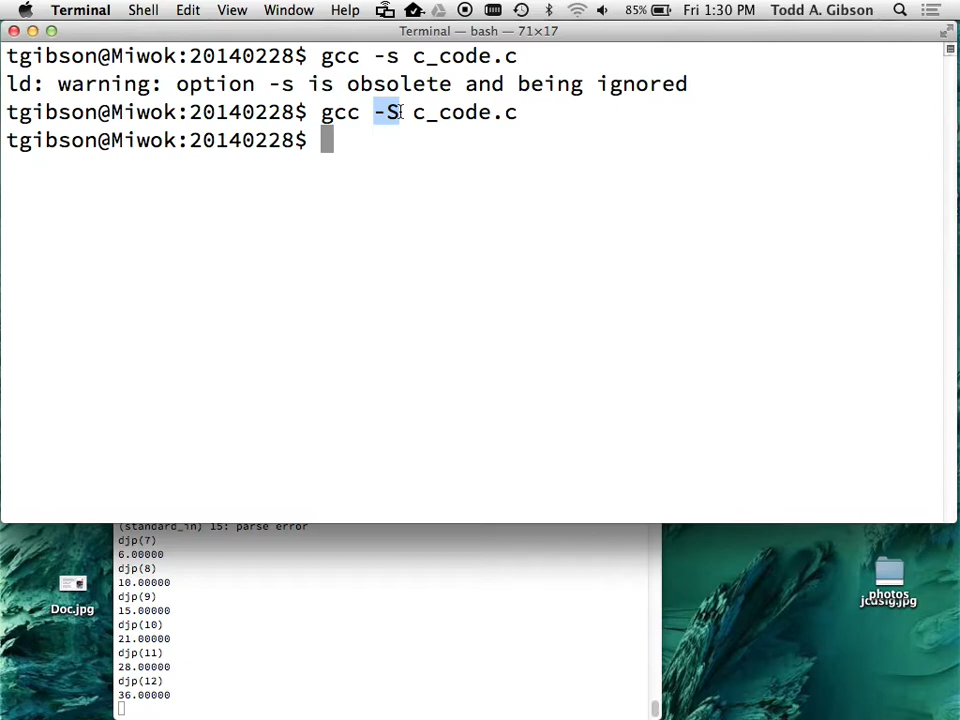 Terminal Shell Edit View Window Help 85% Fri 1:30 PM Todd A. Gibson
Terminal — bash — 71×17
tgibson@Miwok:20140228$ gcc -s c_code.c
ld: warning: option -s is obsolete and being ignored
tgibson@Miwok:20140228$ gcc -S c_code.c
tgibson@Miwok:20140228$
(standard_in) 15: parse error
djp(7)
6.00000
djp(8)
10.00000
djp(9)
15.00000
djp(10)
21.00000
djp(11)
28.00000
djp(12)
36.00000
Doc.jpg
photos
jcusig.jpg